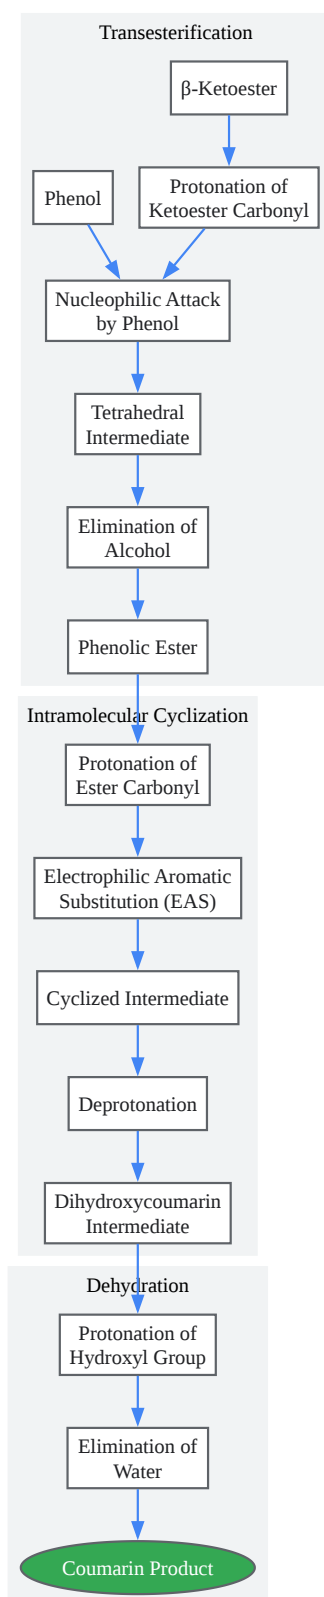 Transesterification
β-Ketoester
Phenol
Protonation of
Ketoester Carbonyl
Nucleophilic Attack
by Phenol
Tetrahedral
Intermediate
Elimination of
Alcohol
Phenolic Ester
Intramolecular Cyclization
Protonation of
Ester Carbonyl
Electrophilic Aromatic
Substitution (EAS)
Cyclized Intermediate
Deprotonation
Dihydroxycoumarin
Intermediate
Dehydration
Protonation of
Hydroxyl Group
Elimination of
Water
Coumarin Product